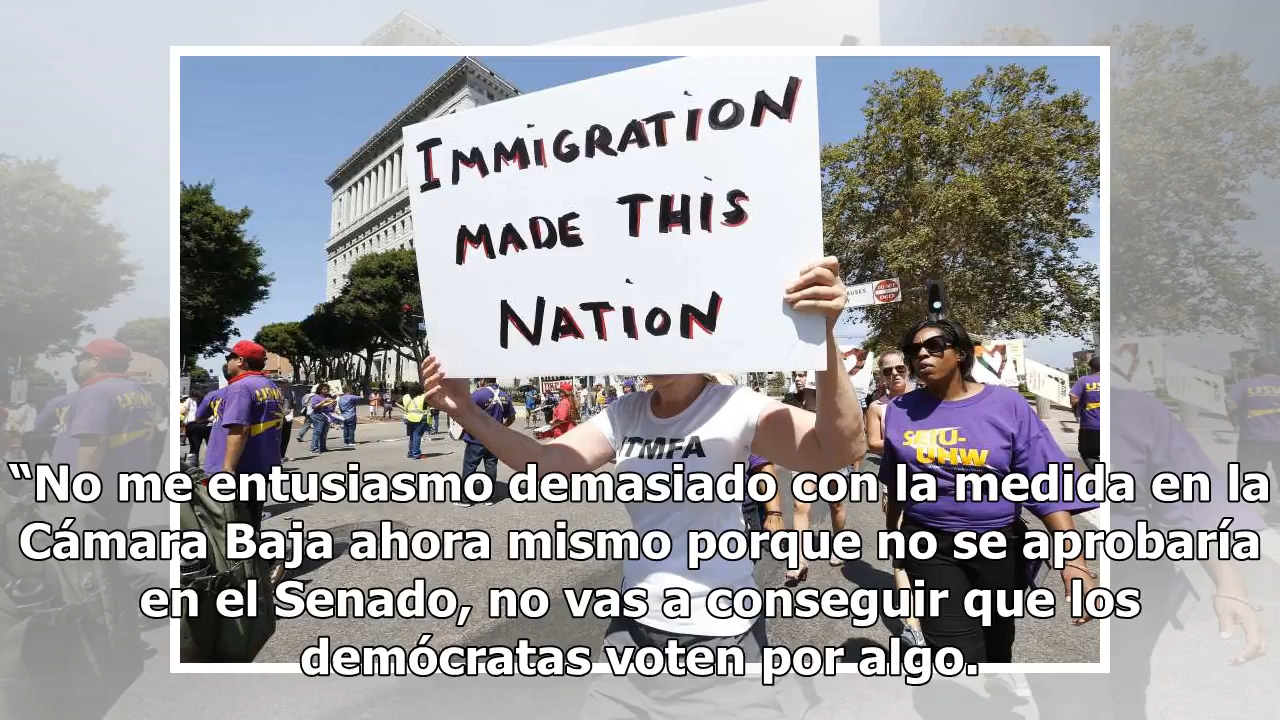 IMMIGRATION
MADE THIS
NATION
ITMFA
SEIU-
UHW
“No me entusiasmo demasiado con la medida en la
Cámara Baja ahora mismo porque no se aprobaría
en el Senado, no vas a conseguir que los
demócratas voten por algo.